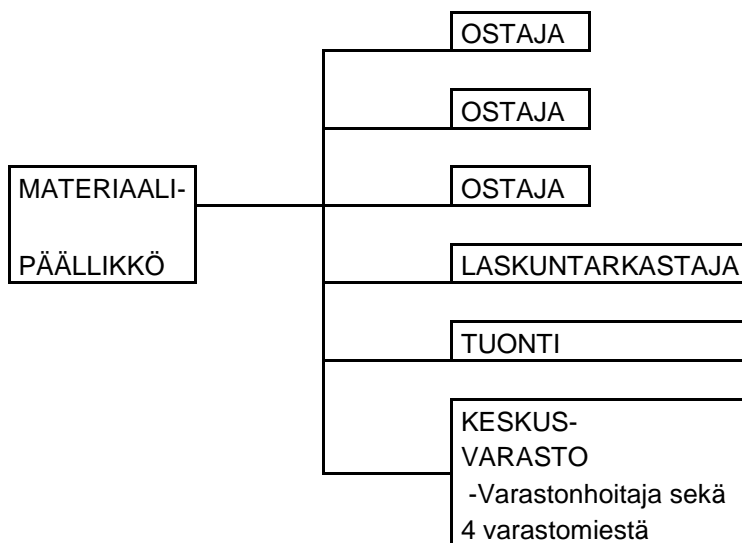 OSTAJA
OSTAJA
MATERIAALI-
PÄÄLLIKKÖ
OSTAJA
LASKUNTARKASTAJA
TUONTI
KESKUS-
VARASTO
-Varastonhoitaja sekä
4 varastomiestä